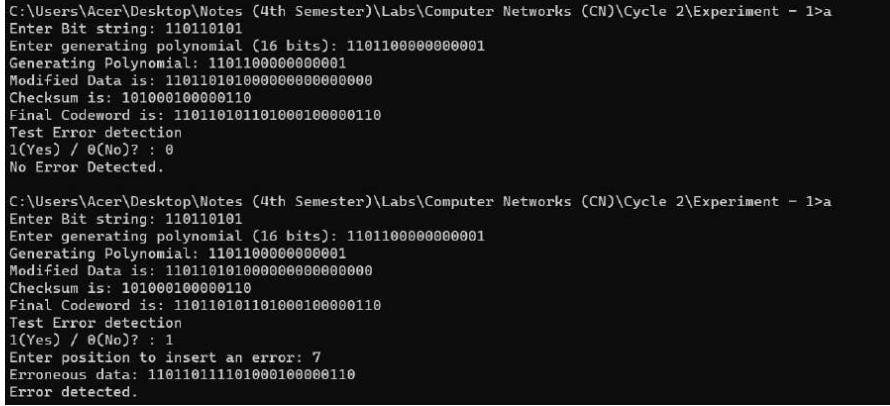 C:\Users\Acer\Desktop\Notes (4th Semester)\Labs\Computer Networks (CN)\Cycle 2\Experiment - 1>a
Enter Bit string: 110110101
Enter generating polynomial (16 bits): 1101100000000001
Generating Polynomial: 1101100000000001
Modified Data is: 110110101000000000000000
Checksum is: 101000100000110
Final Codeword is: 110110101101000100000110
Test Error detection
1(Yes) / 0(No)? : 0
No Error Detected.
C:\Users\Acer\Desktop\Notes (4th Semester)\Labs\Computer Networks (CN)\Cycle 2\Experiment - 1>a
Enter Bit string: 110110101
Enter generating polynomial (16 bits): 1101100000000001
Generating Polynomial: 1101100000000001
Modified Data is: 110110101000000000000000
Checksum is: 101000100000110
Final Codeword is: 110110101101000100000110
Test Error detection
1(Yes) / 0(No)? : 1
Enter position to insert an error: 7
Erroneous data: 110110111101000100000110
Error detected.